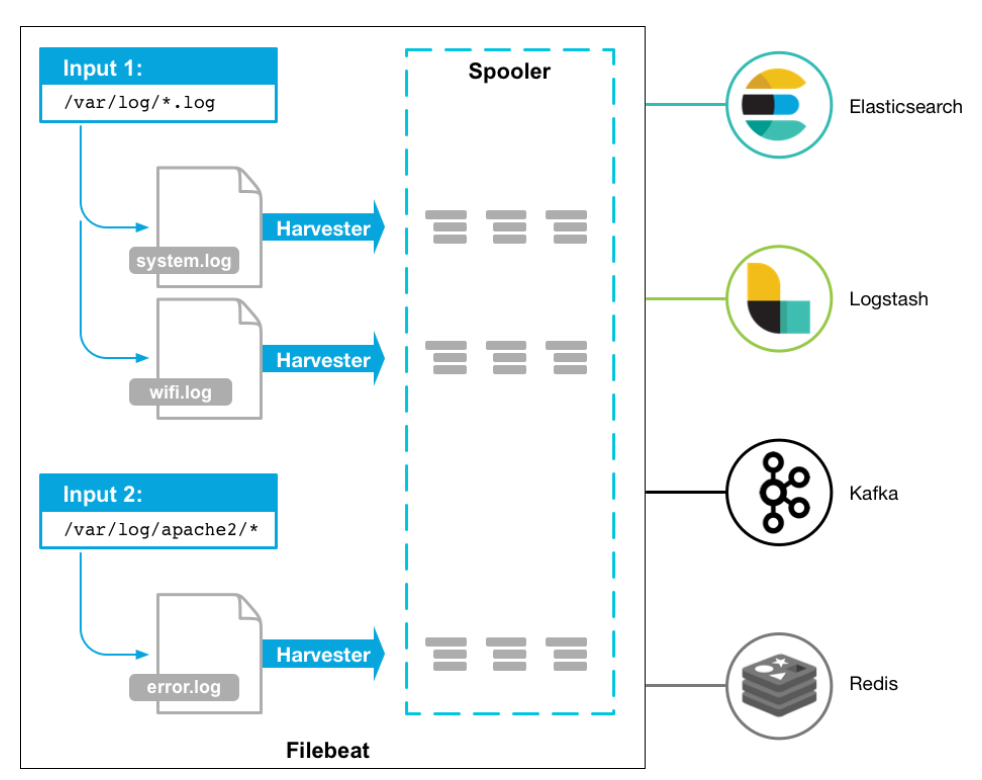 Input 1:
/var/log/*.log
system.log
Harvester
wifi.log
Harvester
Input 2:
/var/log/apache2/*
error.log
Harvester
Spooler
Filebeat
Elasticsearch
Logstash
Kafka
Redis